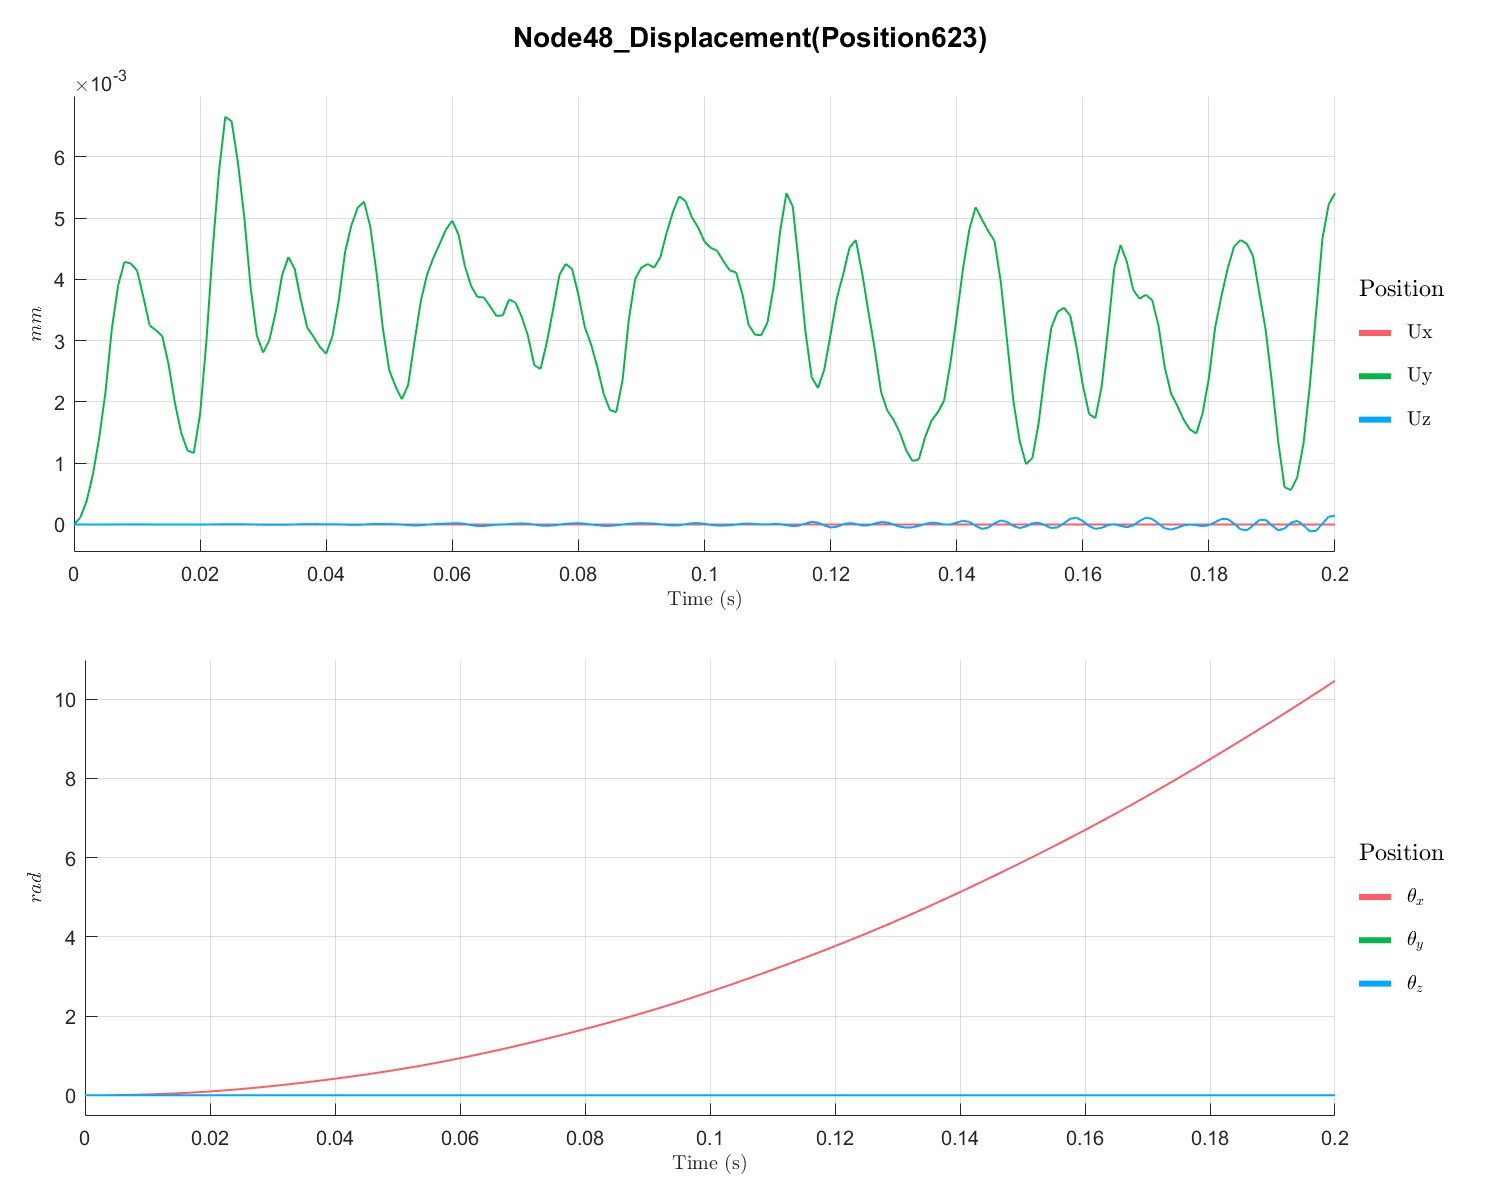 Node48_Displacement(Position623)
×10-3
6
5
4
3
2
1
0
mm
0 0.02 0.04 0.06 0.08 0.1 0.12 0.14 0.16 0.18 0.2
Time (s)
Position
Ux
Uy
Uz
10
8
6
4
2
0
rad
0 0.02 0.04 0.06 0.08 0.1 0.12 0.14 0.16 0.18 0.2
Time (s)
Position
θx
θy
θz